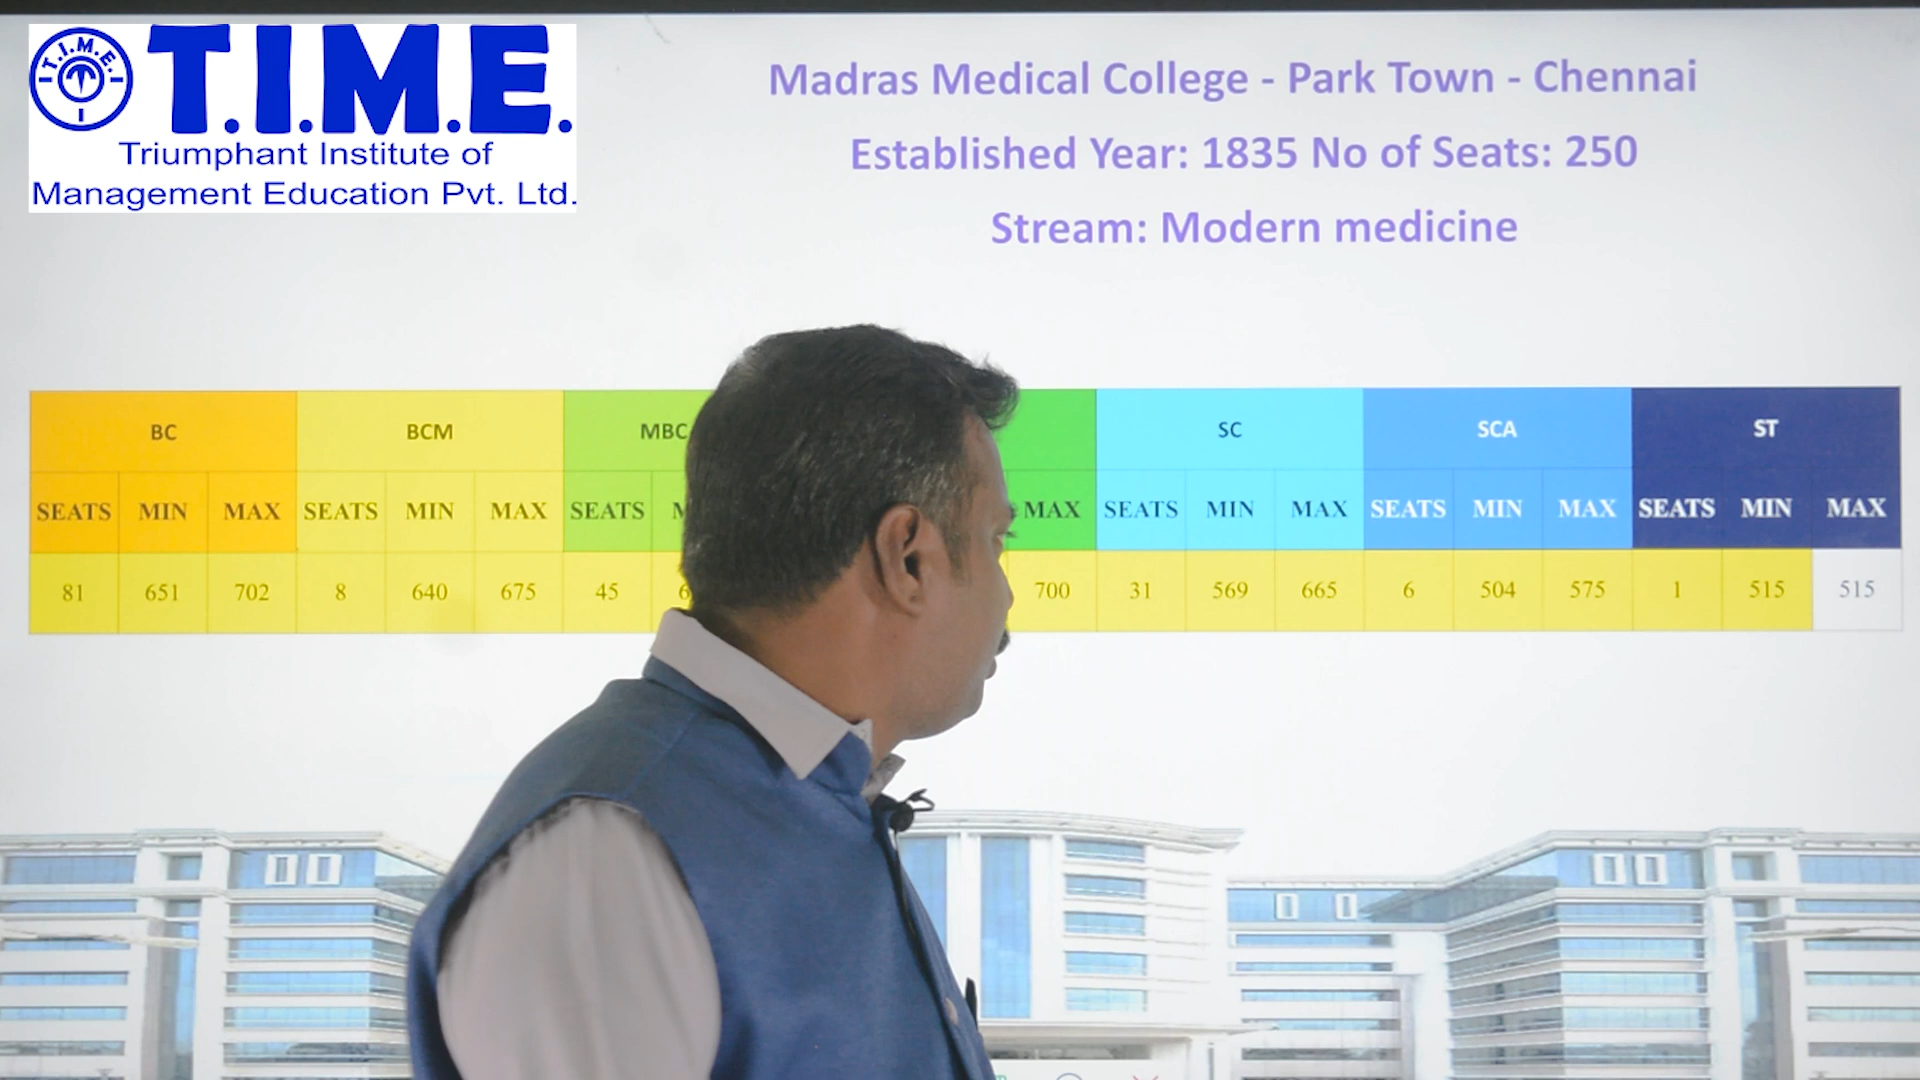 T.I.M.E.
T.I.M.E.
Triumphant Institute of
Management Education Pvt. Ltd.
Madras Medical College - Park Town - Chennai
Established Year: 1835 No of Seats: 250
Stream: Modern medicine
BC BCM MBC SC SCA ST
SEATS MIN MAX SEATS MIN MAX SEATS MAX SEATS MIN MAX SEATS MIN MAX SEATS MIN MAX
81 651 702 8 640 675 45 700 31 569 665 6 504 575 1 515 515